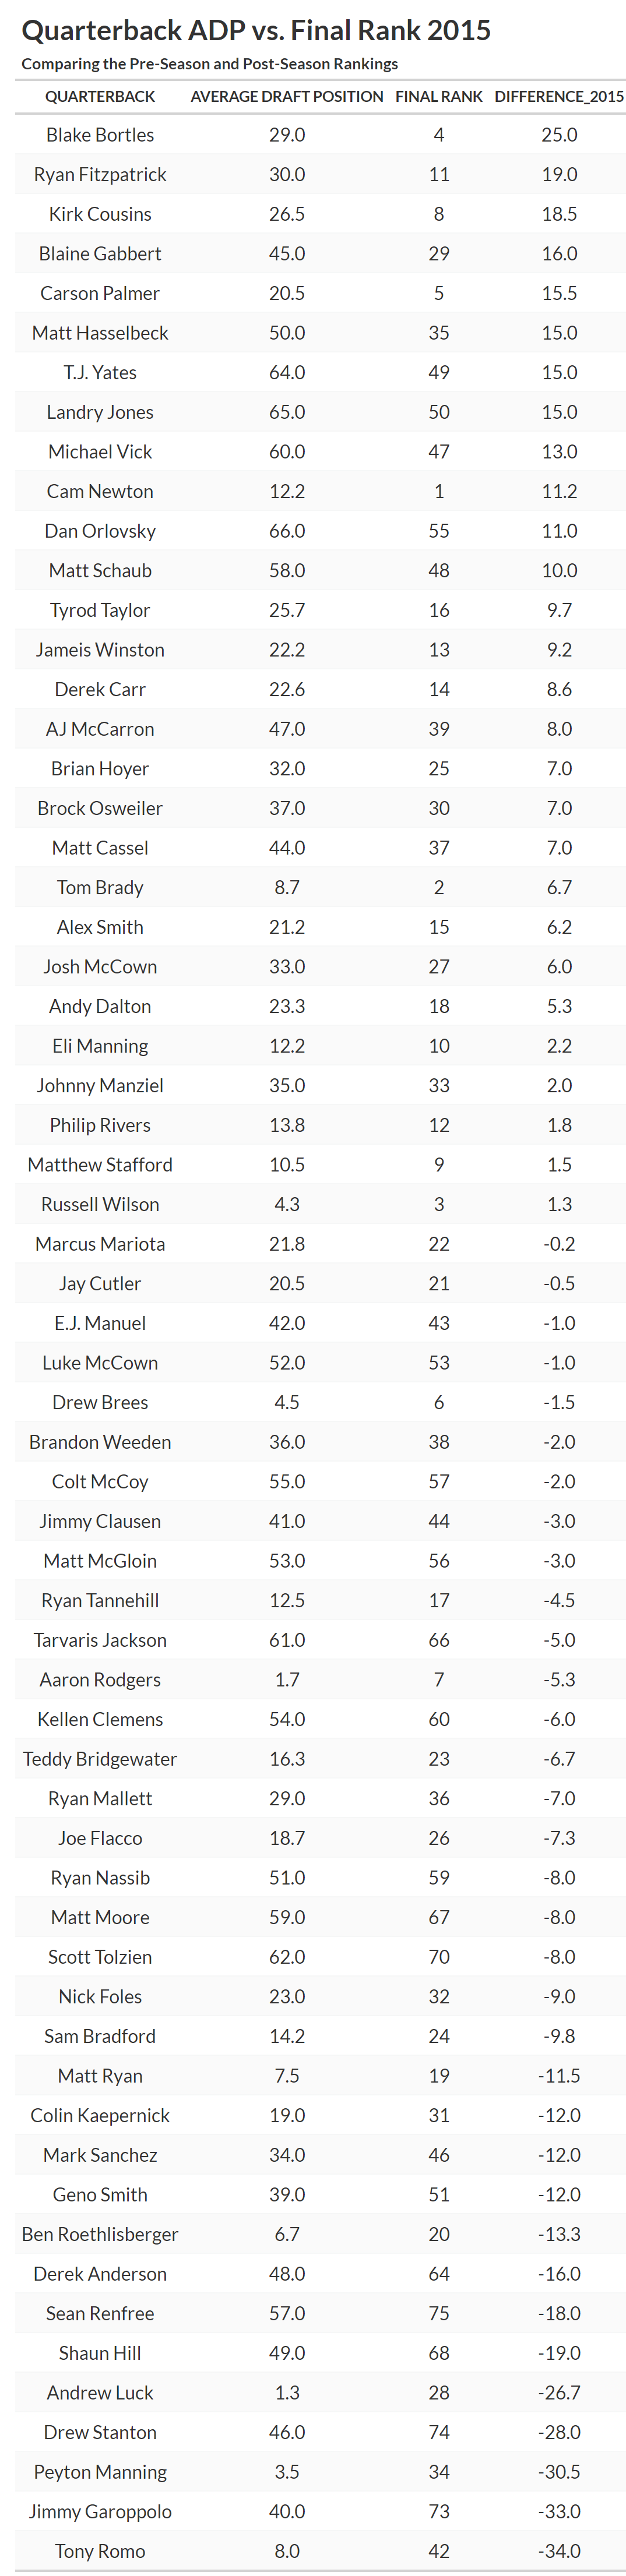 Quarterback ADP vs. Final Rank 2015
Comparing the Pre-Season and Post-Season Rankings
QUARTERBACK AVERAGE DRAFT POSITION FINAL RANK DIFFERENCE_2015
Blake Bortles 29.0 4 25.0
Ryan Fitzpatrick 30.0 11 19.0
Kirk Cousins 26.5 8 18.5
Blaine Gabbert 45.0 29 16.0
Carson Palmer 20.5 5 15.5
Matt Hasselbeck 50.0 35 15.0
T.J. Yates 64.0 49 15.0
Landry Jones 65.0 50 15.0
Michael Vick 60.0 47 13.0
Cam Newton 12.2 1 11.2
Dan Orlovsky 66.0 55 11.0
Matt Schaub 58.0 48 10.0
Tyrod Taylor 25.7 16 9.7
Jameis Winston 22.2 13 9.2
Derek Carr 22.6 14 8.6
AJ McCarron 47.0 39 8.0
Brian Hoyer 32.0 25 7.0
Brock Osweiler 37.0 30 7.0
Matt Cassel 44.0 37 7.0
Tom Brady 8.7 2 6.7
Alex Smith 21.2 15 6.2
Josh McCown 33.0 27 6.0
Andy Dalton 23.3 18 5.3
Eli Manning 12.2 10 2.2
Johnny Manziel 35.0 33 2.0
Philip Rivers 13.8 12 1.8
Matthew Stafford 10.5 9 1.5
Russell Wilson 4.3 3 1.3
Marcus Mariota 21.8 22 -0.2
Jay Cutler 20.5 21 -0.5
E.J. Manuel 42.0 43 -1.0
Luke McCown 52.0 53 -1.0
Drew Brees 4.5 6 -1.5
Brandon Weeden 36.0 38 -2.0
Colt McCoy 55.0 57 -2.0
Jimmy Clausen 41.0 44 -3.0
Matt McGloin 53.0 56 -3.0
Ryan Tannehill 12.5 17 -4.5
Tarvaris Jackson 61.0 66 -5.0
Aaron Rodgers 1.7 7 -5.3
Kellen Clemens 54.0 60 -6.0
Teddy Bridgewater 16.3 23 -6.7
Ryan Mallett 29.0 36 -7.0
Joe Flacco 18.7 26 -7.3
Ryan Nassib 51.0 59 -8.0
Matt Moore 59.0 67 -8.0
Scott Tolzien 62.0 70 -8.0
Nick Foles 23.0 32 -9.0
Sam Bradford 14.2 24 -9.8
Matt Ryan 7.5 19 -11.5
Colin Kaepernick 19.0 31 -12.0
Mark Sanchez 34.0 46 -12.0
Geno Smith 39.0 51 -12.0
Ben Roethlisberger 6.7 20 -13.3
Derek Anderson 48.0 64 -16.0
Sean Renfree 57.0 75 -18.0
Shaun Hill 49.0 68 -19.0
Andrew Luck 1.3 28 -26.7
Drew Stanton 46.0 74 -28.0
Peyton Manning 3.5 34 -30.5
Jimmy Garoppolo 40.0 73 -33.0
Tony Romo 8.0 42 -34.0